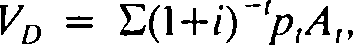 V_D = Σ(1+i)^{-t} p_t A_t,